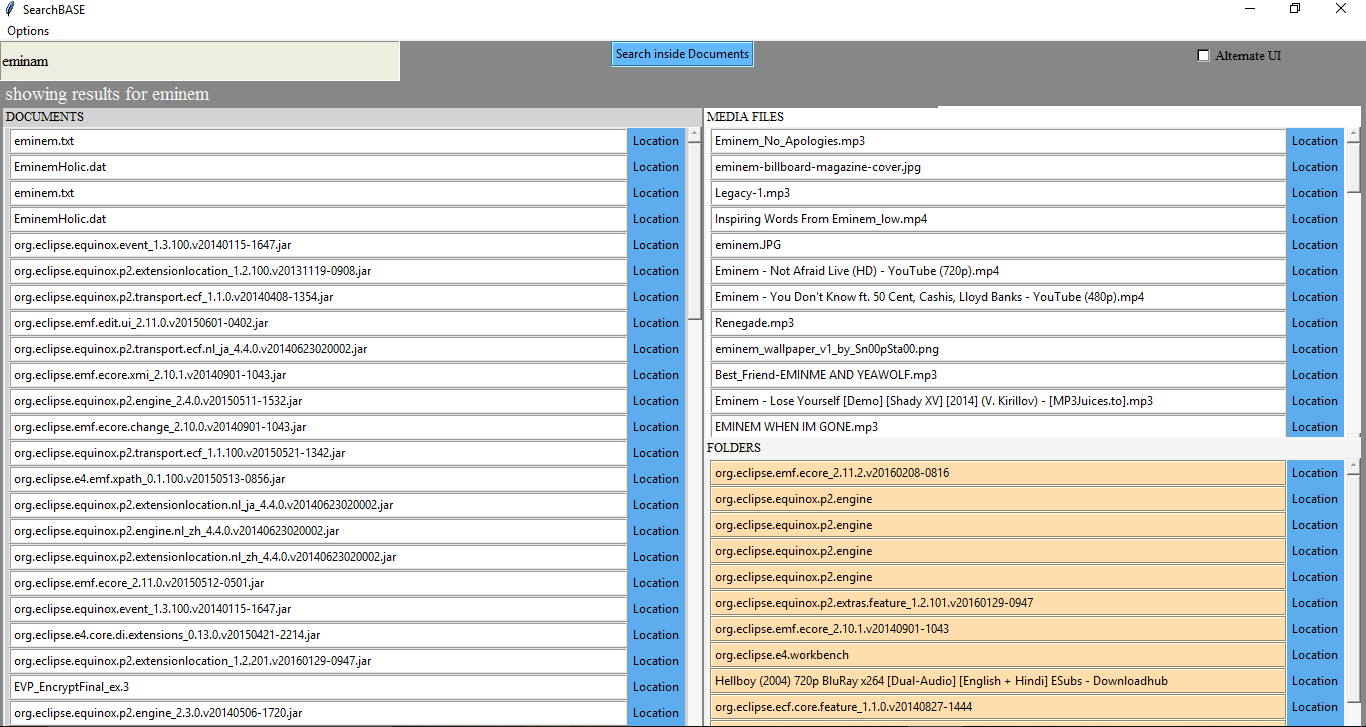 SearchBASE
Options
eminam
Search inside Documents
Alternate UI
showing results for eminem
DOCUMENTS
eminem.txt Location
EminemHolic.dat Location
eminem.txt Location
EminemHolic.dat Location
org.eclipse.equinox.event_1.3.100.v20140115-1647.jar Location
org.eclipse.equinox.p2.extensionlocation_1.2.100.v20131119-0908.jar Location
org.eclipse.equinox.p2.transport.ecf_1.1.0.v20140408-1354.jar Location
org.eclipse.emf.edit.ui_2.11.0.v20150601-0402.jar Location
org.eclipse.equinox.p2.transport.ecf.nl_ja_4.4.0.v20140623020002.jar Location
org.eclipse.emf.ecore.xmi_2.10.1.v20140901-1043.jar Location
org.eclipse.equinox.p2.engine_2.4.0.v20150511-1532.jar Location
org.eclipse.emf.ecore.change_2.10.0.v20140901-1043.jar Location
org.eclipse.equinox.p2.transport.ecf_1.1.100.v20150521-1342.jar Location
org.eclipse.e4.emf.xpath_0.1.100.v20150513-0856.jar Location
org.eclipse.equinox.p2.extensionlocation.nl_ja_4.4.0.v20140623020002.jar Location
org.eclipse.equinox.p2.engine.nl_zh_4.4.0.v20140623020002.jar Location
org.eclipse.equinox.p2.extensionlocation.nl_zh_4.4.0.v20140623020002.jar Location
org.eclipse.emf.ecore_2.11.0.v20150512-0501.jar Location
org.eclipse.equinox.event_1.3.100.v20140115-1647.jar Location
org.eclipse.e4.core.di.extensions_0.13.0.v20150421-2214.jar Location
org.eclipse.equinox.p2.extensionlocation_1.2.201.v20160129-0947.jar Location
EVP_EncryptFinal_ex.3 Location
org.eclipse.equinox.p2.engine_2.3.0.v20140506-1720.jar Location
MEDIA FILES
Eminem_No_Apologies.mp3 Location
eminem-billboard-magazine-cover.jpg Location
Legacy-1.mp3 Location
Inspiring Words From Eminem_low.mp4 Location
eminem.JPG Location
Eminem - Not Afraid Live (HD) - YouTube (720p).mp4 Location
Eminem - You Don't Know ft. 50 Cent, Cashis, Lloyd Banks - YouTube (480p).mp4 Location
Renegade.mp3 Location
eminem_wallpaper_v1_by_Sn00pSta00.png Location
Best_Friend-EMINME AND YEAWOLF.mp3 Location
Eminem - Lose Yourself [Demo] [Shady XV] [2014] (V. Kirillov) - [MP3Juices.to].mp3 Location
EMINEM WHEN IM GONE.mp3 Location
FOLDERS
org.eclipse.emf.ecore_2.11.2.v20160208-0816 Location
org.eclipse.equinox.p2.engine Location
org.eclipse.equinox.p2.engine Location
org.eclipse.equinox.p2.engine Location
org.eclipse.equinox.p2.engine Location
org.eclipse.equinox.p2.extras.feature_1.2.101.v20160129-0947 Location
org.eclipse.emf.ecore_2.10.1.v20140901-1043 Location
org.eclipse.e4.workbench Location
Hellboy (2004) 720p BluRay x264 [Dual-Audio] [English + Hindi] ESubs - Downloadhub Location
org.eclipse.ecf.core.feature_1.1.0.v20140827-1444 Location